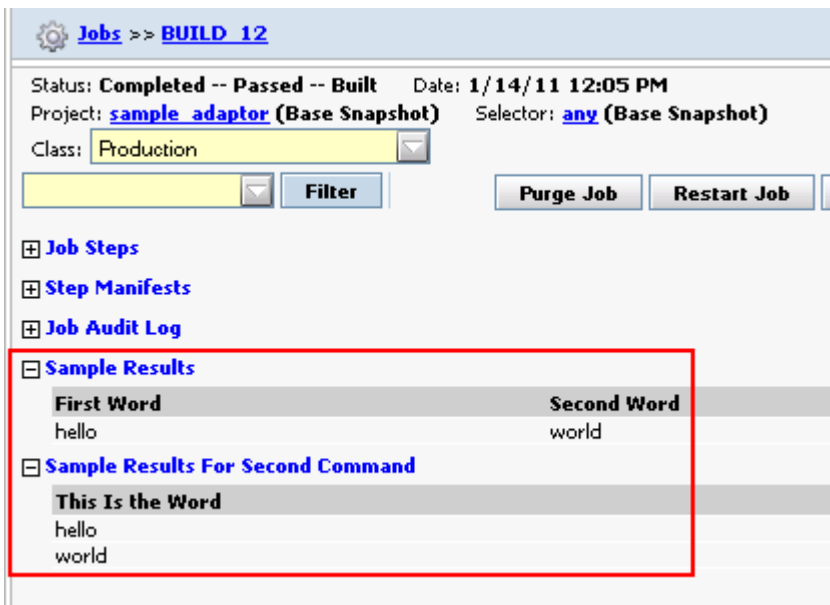 Jobs >> BUILD_12
Status: Completed -- Passed -- Built Date: 1/14/11 12:05 PM
Project: sample_adaptor (Base Snapshot) Selector: any (Base Snapshot)
Class: Production
Filter Purge Job Restart Job
Job Steps
Step Manifests
Job Audit Log
Sample Results
First Word Second Word
hello world
Sample Results For Second Command
This Is the Word
hello
world